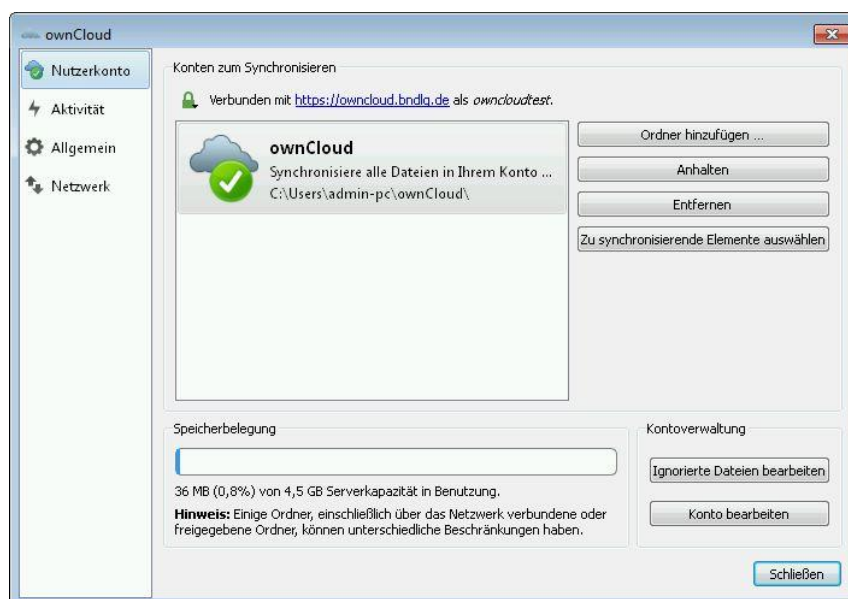 ownCloud
Nutzerkonto
Aktivität
Allgemein
Netzwerk
Konten zum Synchronisieren
Verbunden mit https://owncloud.bndlg.de als owncloudtest.
ownCloud
Synchronisiere alle Dateien in Ihrem Konto ...
C:\Users\admin-pc\ownCloud\
Ordner hinzufügen ...
Anhalten
Entfernen
Zu synchronisierende Elemente auswählen
Speicherbelegung
36 MB (0,8%) von 4,5 GB Serverkapazität in Benutzung.
Hinweis: Einige Ordner, einschließlich über das Netzwerk verbundene oder
freigegebene Ordner, können unterschiedliche Beschränkungen haben.
Kontoverwaltung
Ignorierte Dateien bearbeiten
Konto bearbeiten
Schließen